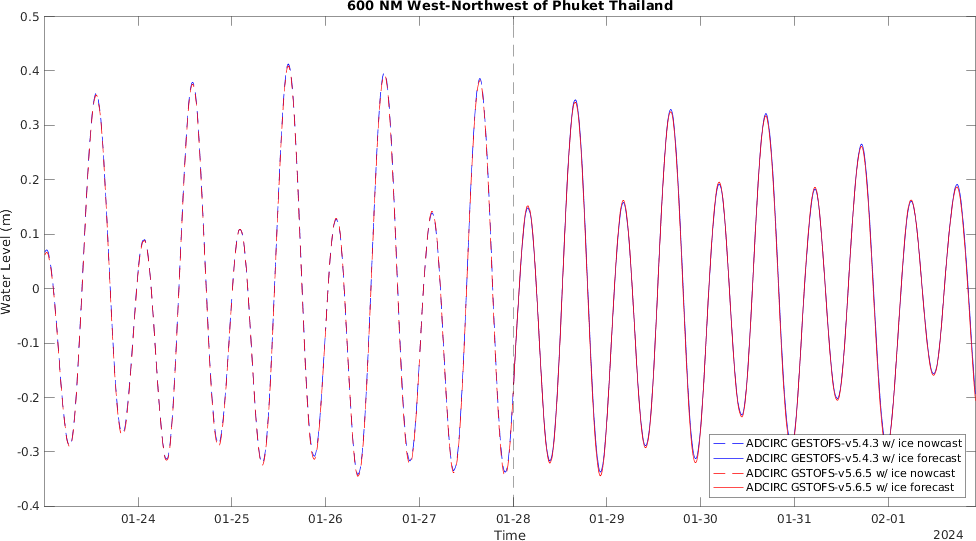 600 NM West-Northwest of Phuket Thailand
0.5
0.4
0.3
0.2
0.1
0
-0.1
-0.2
-0.3
-0.4
Water Level (m)
ADCIRC GESTOFS-v5.4.3 w/ ice nowcast
ADCIRC GESTOFS-v5.4.3 w/ ice forecast
ADCIRC GSTOFS-v5.6.5 w/ ice nowcast
ADCIRC GSTOFS-v5.6.5 w/ ice forecast
01-24 01-25 01-26 01-27 01-28 01-29 01-30 01-31 02-01
Time
2024